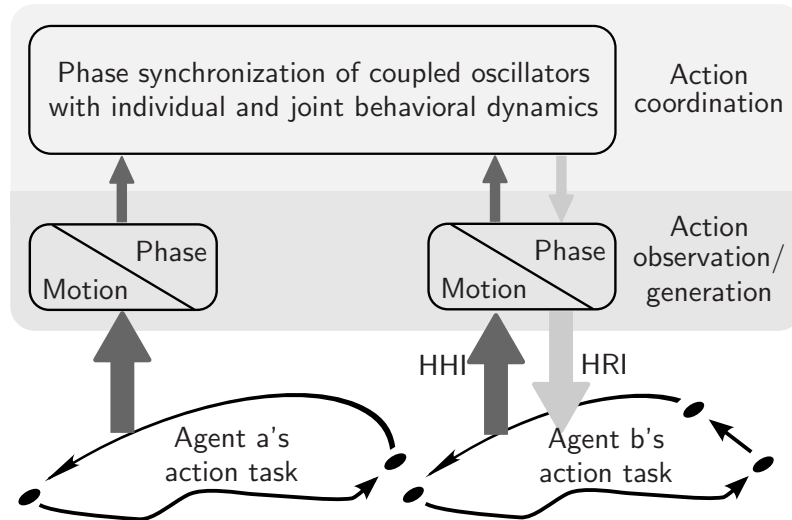 Phase synchronization of coupled oscillators
with individual and joint behavioral dynamics
Action
coordination
Phase
Motion
Phase
Motion
Action
observation/
generation
HHI
HRI
Agent a's
action task
Agent b's
action task